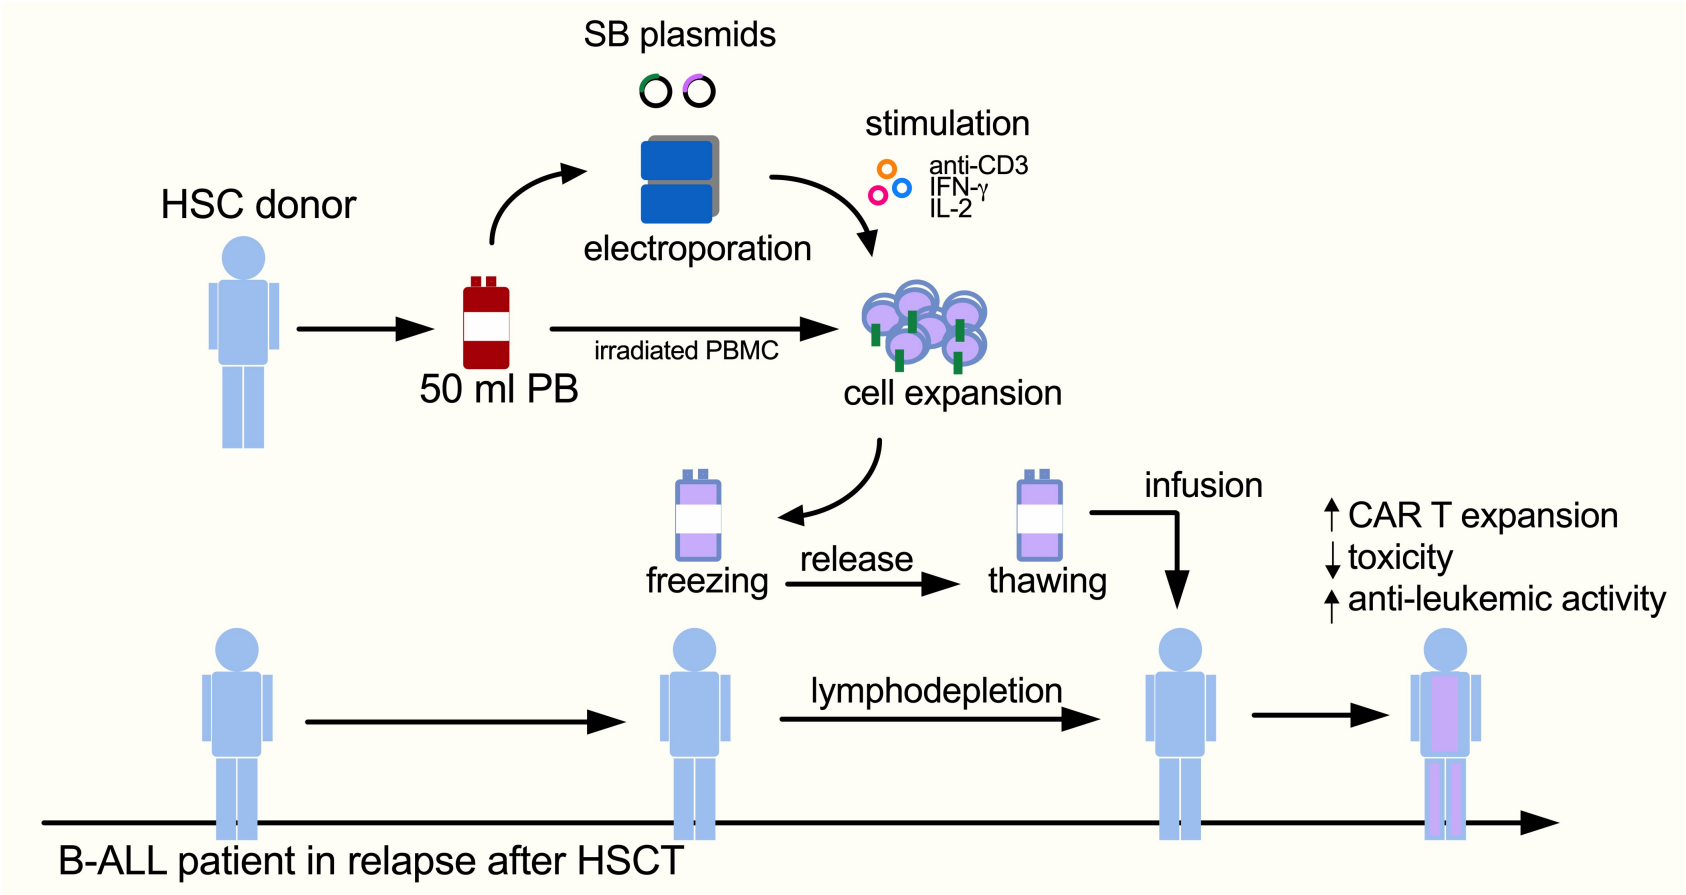 SB plasmids
stimulation
anti-CD3
IFN-γ
IL-2
HSC donor
electroporation
irradiated PBMC
50 ml PB
cell expansion
infusion
CAR T expansion
release
toxicity
freezing
thawing
anti-leukemic activity
lymphodepletion
B-ALL patient in relapse after HSCT